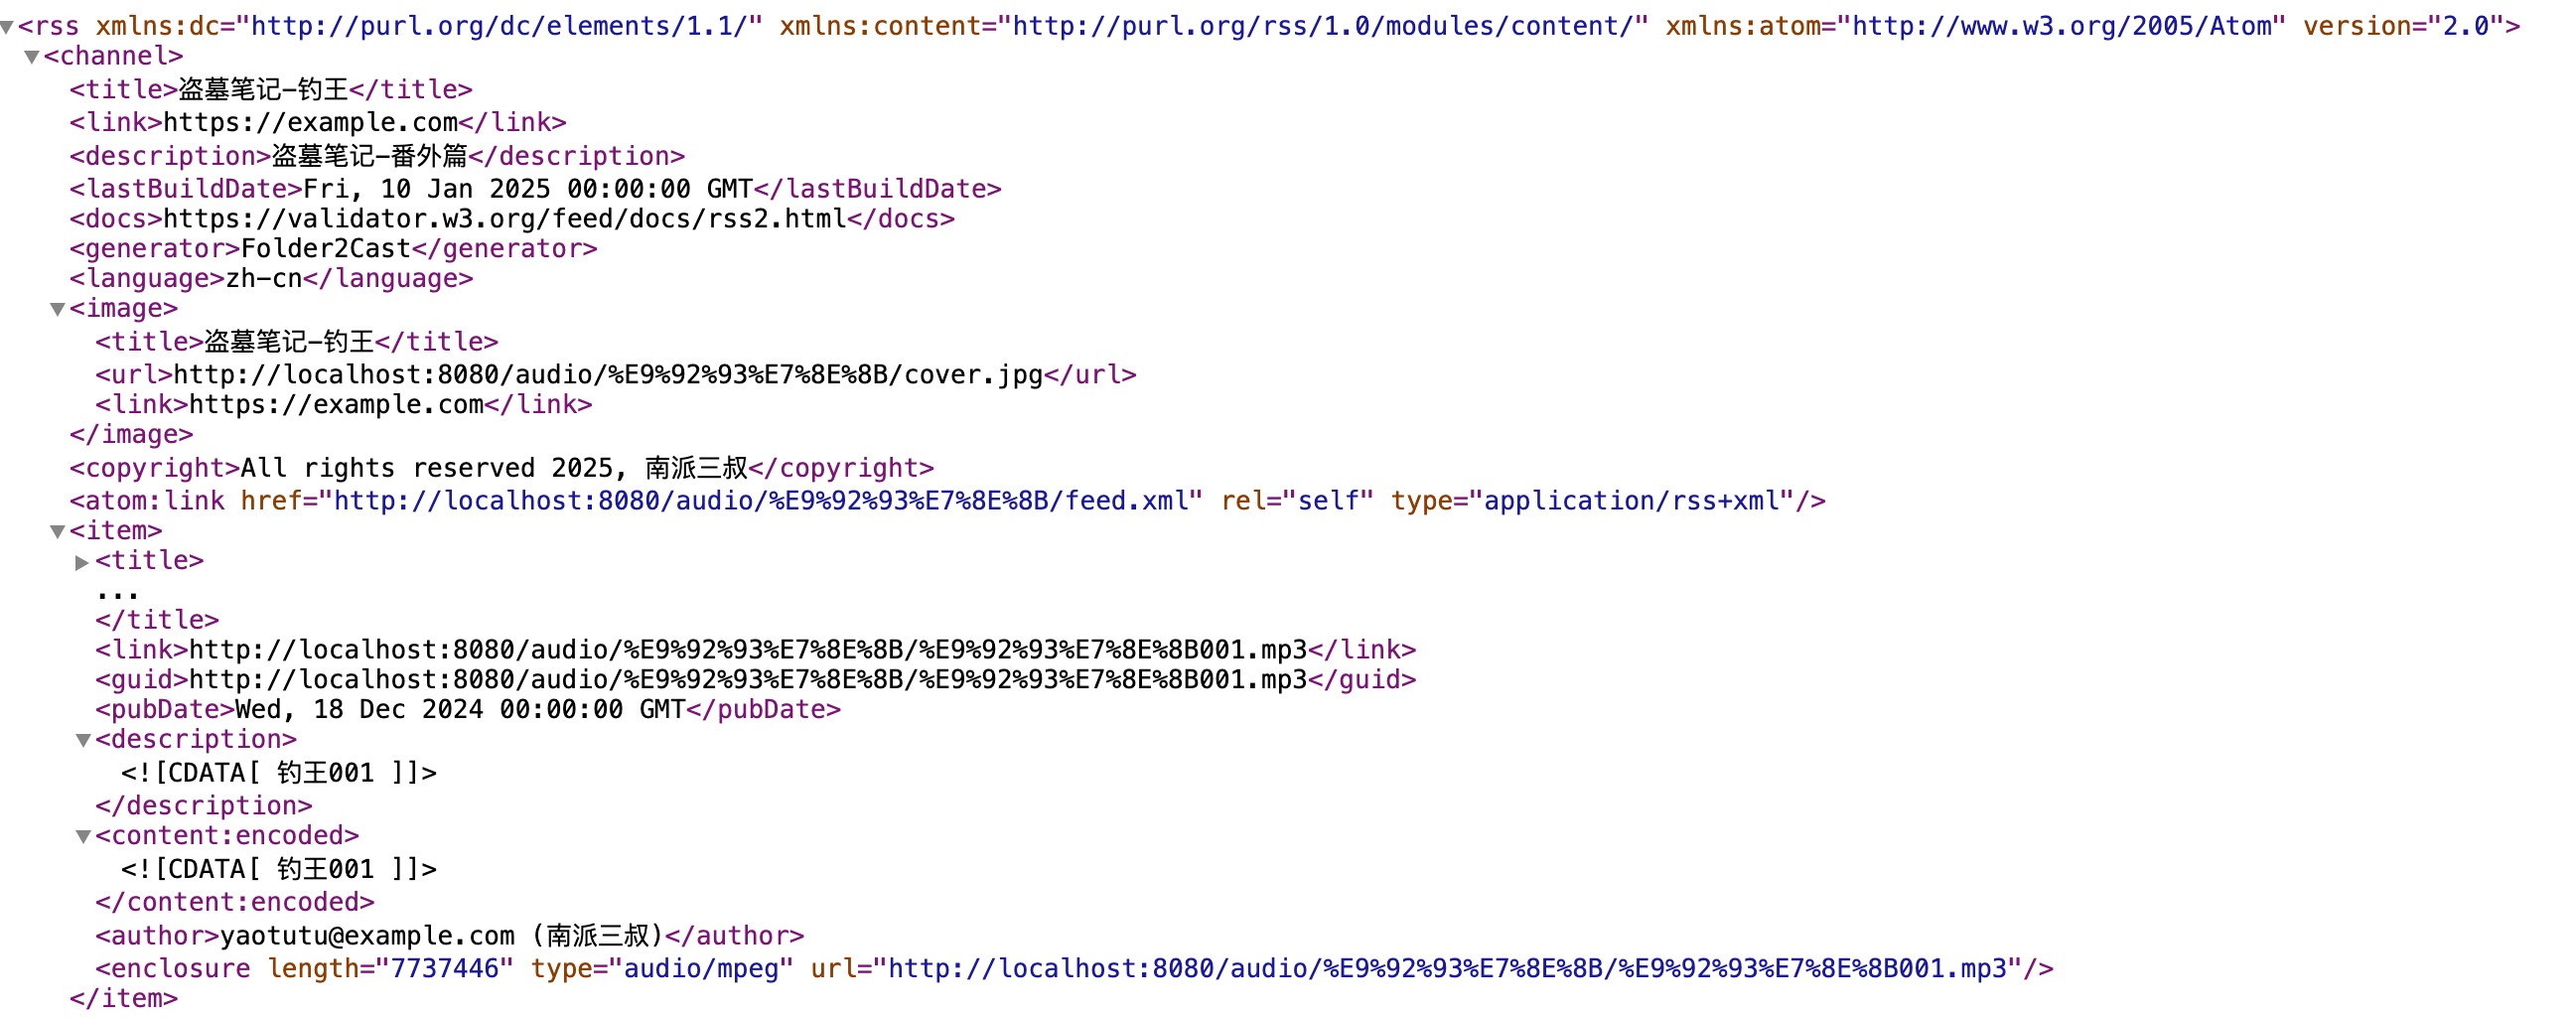 <rss xmlns:dc="http://purl.org/dc/elements/1.1/" xmlns:content="http://purl.org/rss/1.0/modules/content/" xmlns:atom="http://www.w3.org/2005/Atom" version="2.0">
<channel>
<title>盗墓笔记-钓王</title>
<link>https://example.com</link>
<description>盗墓笔记-番外篇</description>
<lastBuildDate>Fri, 10 Jan 2025 00:00:00 GMT</lastBuildDate>
<docs>https://validator.w3.org/feed/docs/rss2.html</docs>
<generator>Folder2Cast</generator>
<language>zh-cn</language>
<image>
<title>盗墓笔记-钓王</title>
<url>http://localhost:8080/audio/%E9%92%93%E7%8E%8B/cover.jpg</url>
<link>https://example.com</link>
</image>
<copyright>All rights reserved 2025, 南派三叔</copyright>
<atom:link href="http://localhost:8080/audio/%E9%92%93%E7%8E%8B/feed.xml" rel="self" type="application/rss+xml"/>
<item>
<title>
...
</title>
<link>http://localhost:8080/audio/%E9%92%93%E7%8E%8B/%E9%92%93%E7%8E%8B001.mp3</link>
<guid>http://localhost:8080/audio/%E9%92%93%E7%8E%8B/%E9%92%93%E7%8E%8B001.mp3</guid>
<pubDate>Wed, 18 Dec 2024 00:00:00 GMT</pubDate>
<description>
<![CDATA[ 钓王001 ]]>
</description>
<content:encoded>
<![CDATA[ 钓王001 ]]>
</content:encoded>
<author>yaotutu@example.com (南派三叔)</author>
<enclosure length="7737446" type="audio/mpeg" url="http://localhost:8080/audio/%E9%92%93%E7%8E%8B/%E9%92%93%E7%8E%8B001.mp3"/>
</item>